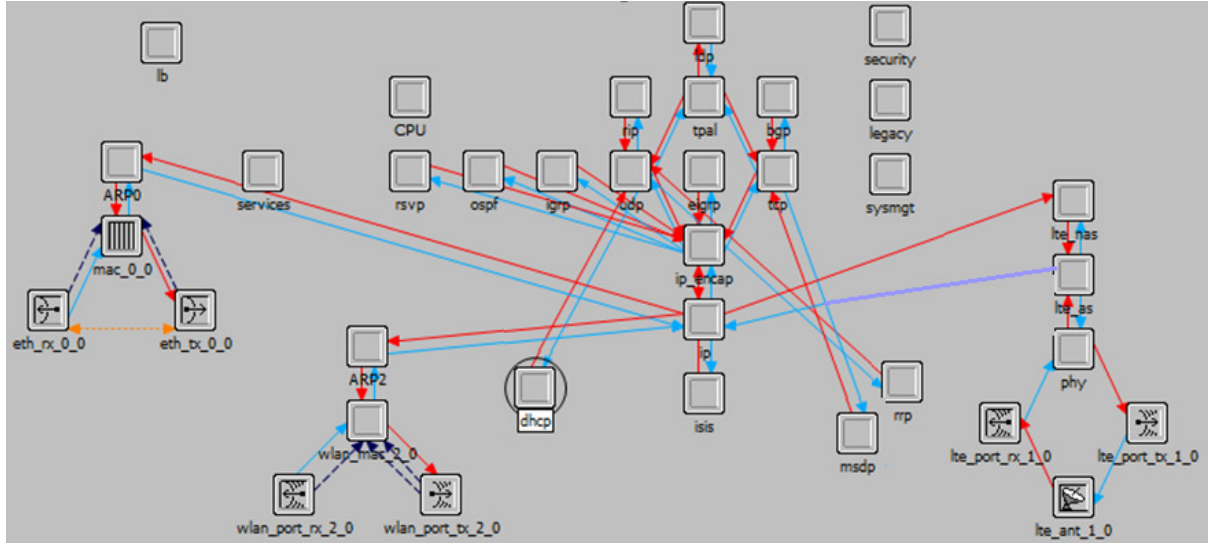 security
lb
CPU
rip
tpal
bgp
legacy
ARP0
services
rsvp
ospf
igrp
udp
eigrp
tcp
sysmgt
lte_nas
mac_0_0
ip_encap
lte_as
eth_rx_0_0
eth_tx_0_0
ip
ARP2
phy
dhcp
isis
rrp
wlan_mac_2_0
msdp
lte_port_rx_1_0
lte_port_tx_1_0
wlan_port_rx_2_0
wlan_port_tx_2_0
lte_ant_1_0